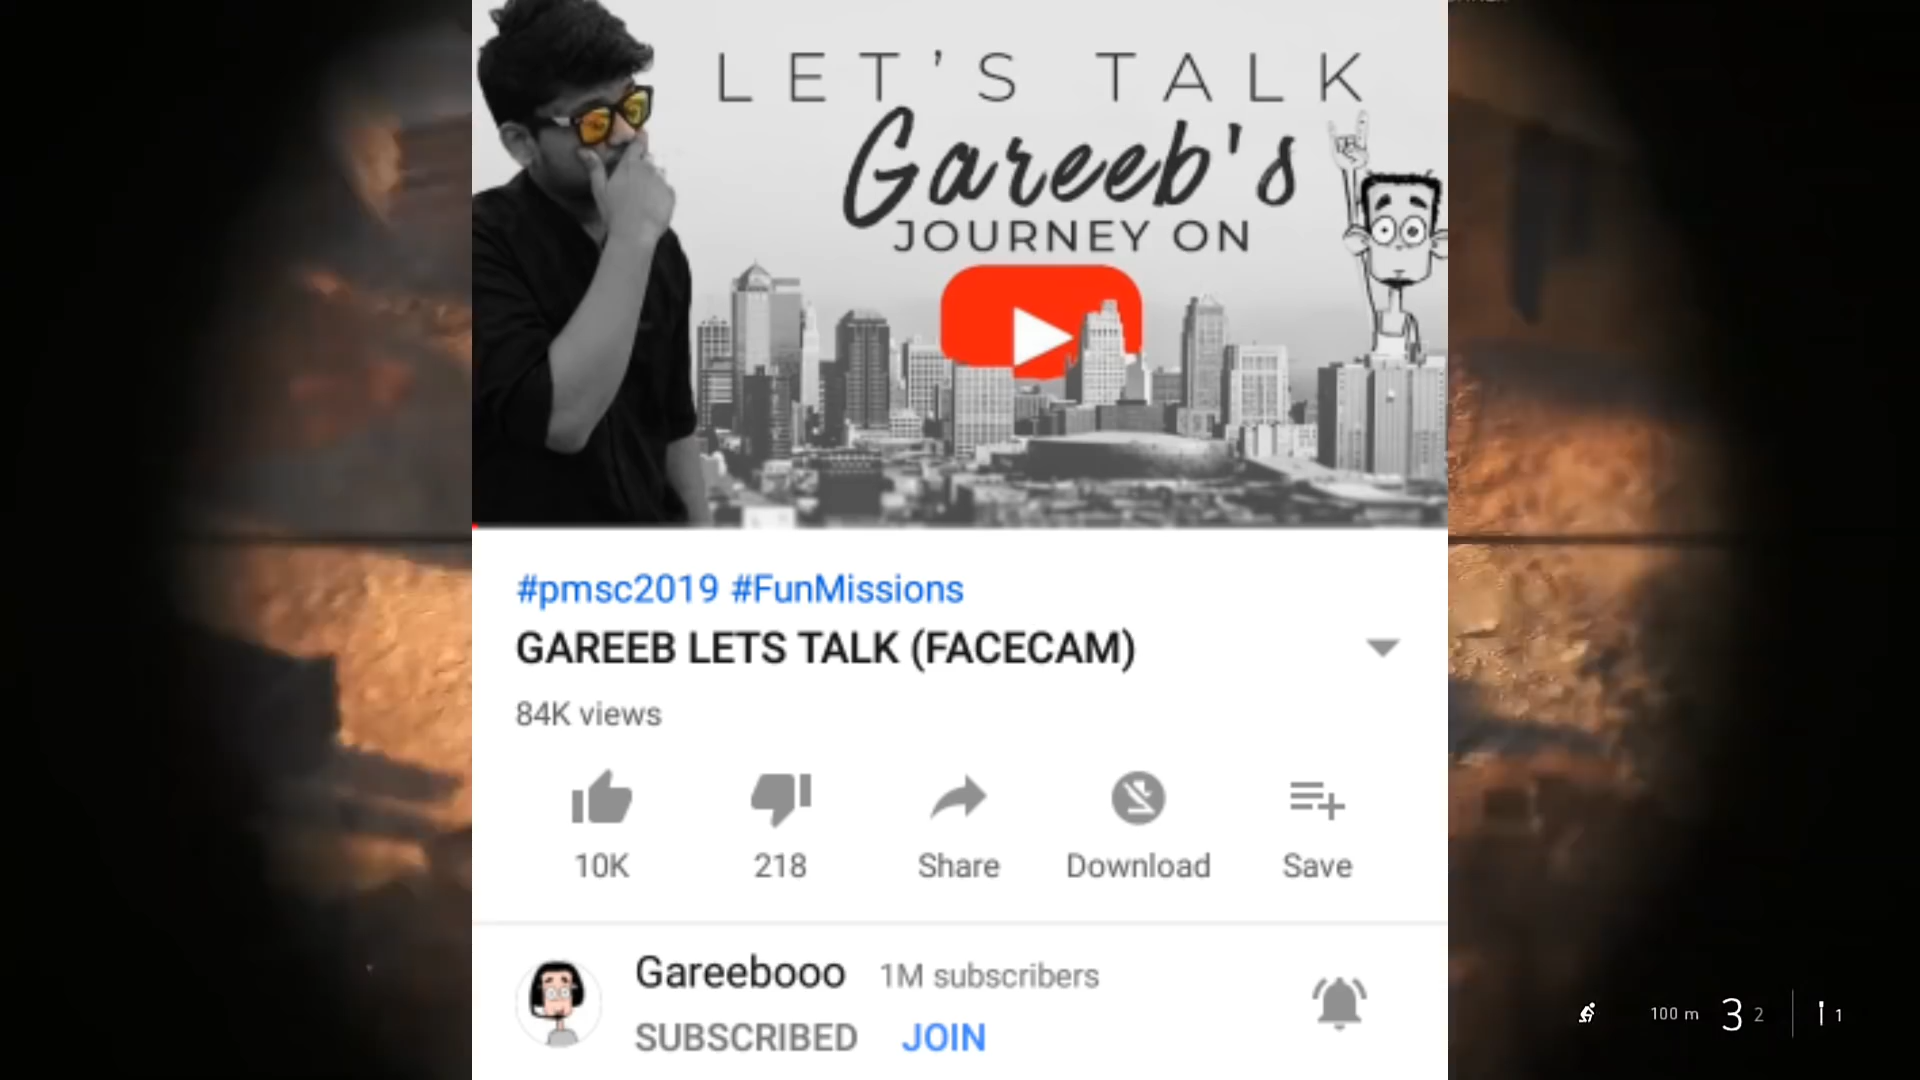 LET'S TALK
Gareeb's
JOURNEY ON
#pmsc2019 #FunMissions
GAREEB LETS TALK (FACECAM)
84K views
10K 218 Share Download Save
Gareebooo 1M subscribers
SUBSCRIBED JOIN
100 m 3 2 1